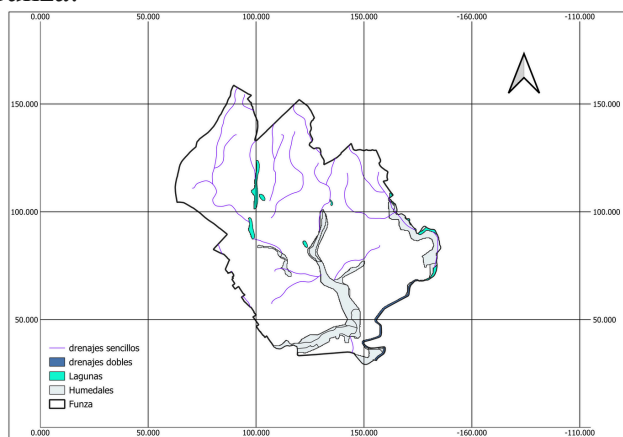 0.000 50.000 100.000 150.000 -160.000 -110.000
150.000 150.000
100.000 100.000
50.000 50.000
drenajes sencillos
drenajes dobles
Lagunas
Humedales
Funza
0.000 50.000 100.000 150.000 -160.000 -110.000